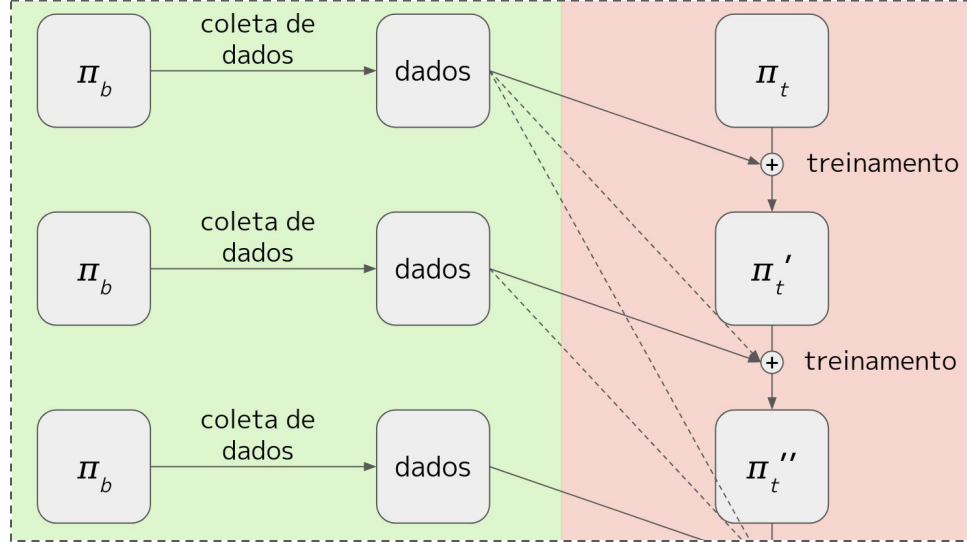 coleta de
dados
π_b
dados
π_t
+
treinamento
coleta de
dados
π_b
dados
π_t'
+
treinamento
coleta de
dados
π_b
dados
π_t''